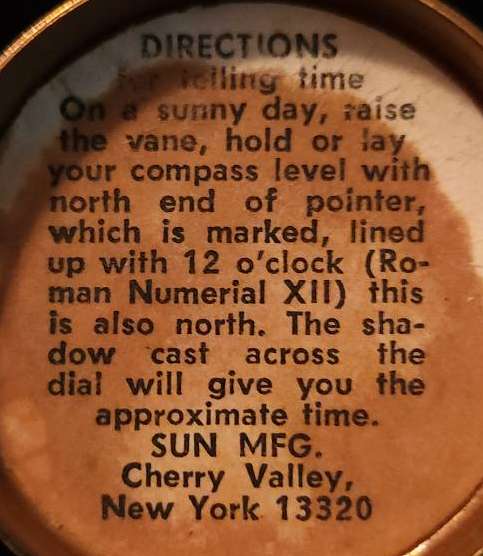 DIRECTIONS
for telling time
On a sunny day, raise
the vane, hold or lay
your compass level with
north end of pointer,
which is marked, lined
up with 12 o'clock (Ro-
man Numerial XII) this
is also north. The sha-
dow cast across the
dial will give you the
approximate time.
SUN MFG.
Cherry Valley,
New York 13320